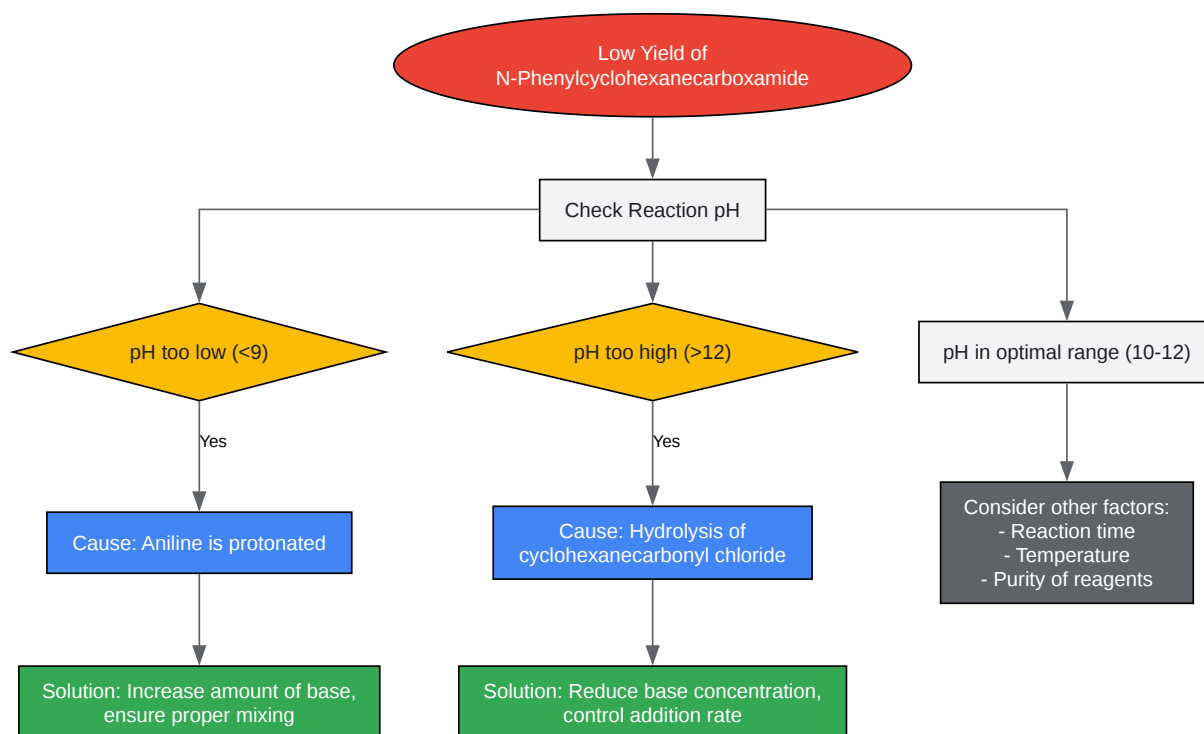 Low Yield of
N-Phenylcyclohexanecarboxamide
Check Reaction pH
pH too low (<9)
pH too high (>12)
pH in optimal range (10-12)
Yes
Yes
Cause: Aniline is protonated
Cause: Hydrolysis of
cyclohexanecarbonyl chloride
Consider other factors:
- Reaction time
- Temperature
- Purity of reagents
Solution: Increase amount of base,
ensure proper mixing
Solution: Reduce base concentration,
control addition rate